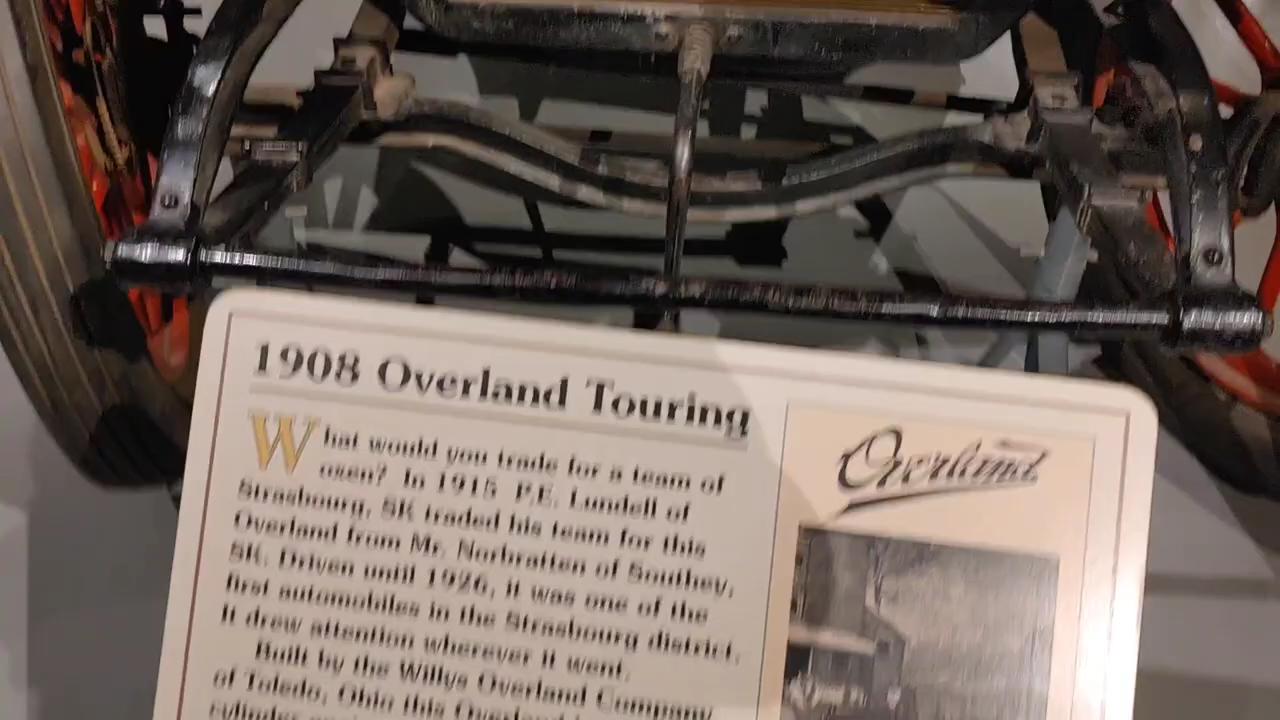 1908 Overland Touring
What would you trade for a team of
oxen? In 1915 P.E. Lundell of
Strasbourg, SK traded his team for this
Overland from Mr. Norbratten of Southey,
SK. Driven until 1926, it was one of the
first automobiles in the Strasbourg district.
It drew attention wherever it went.
Built by the Willys Overland Company
of Toledo, Ohio this Overland
cylinder
Overland